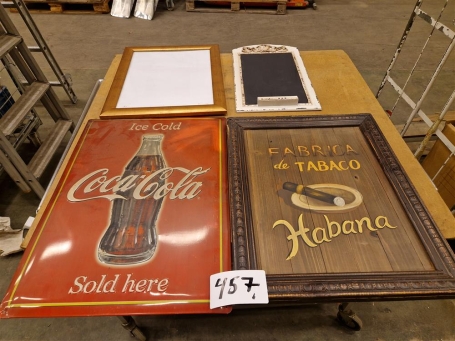 Ice Cold
Coca-Cola
Sold here
FABRICA
de TABACO
Habana
457.